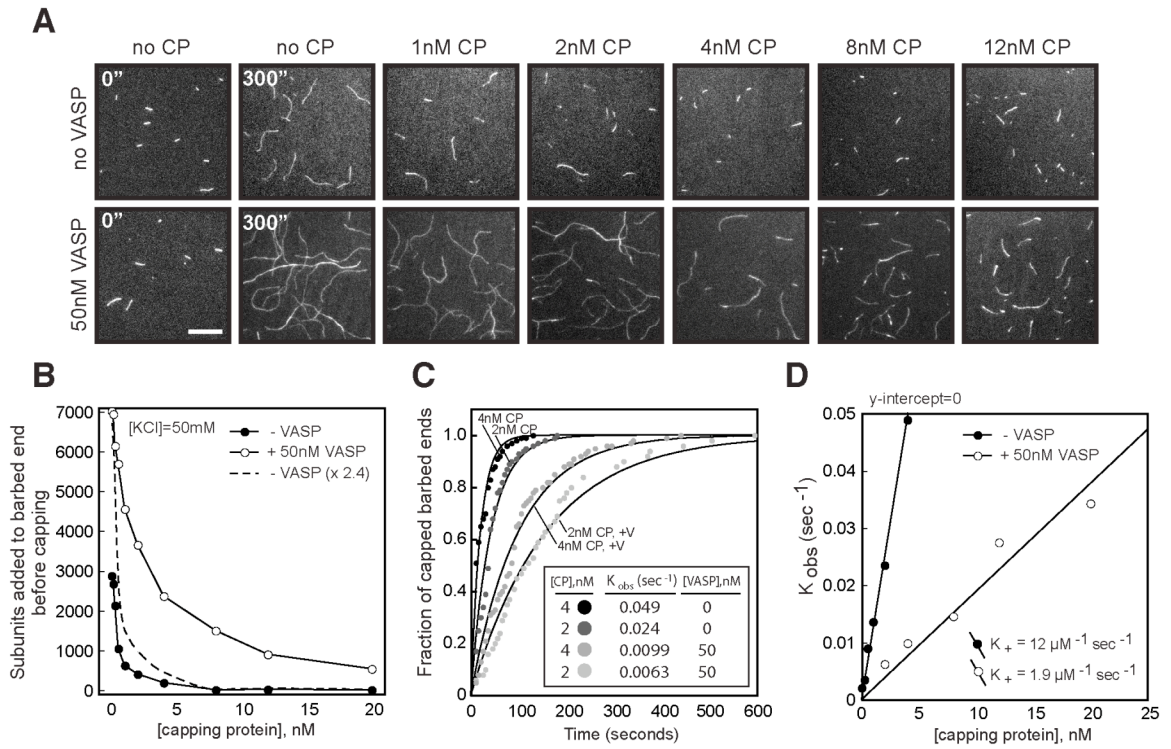 A
no CP
no CP
1nM CP
2nM CP
4nM CP
8nM CP
12nM CP
no VASP
0”
300”
50nM VASP
0”
300”
B
Subunits added to barbed end
before capping
7000
6000
5000
4000
3000
2000
1000
0
[KCl]=50mM
- VASP
+ 50nM VASP
- VASP (x 2.4)
0
5
10
15
20
[capping protein], nM
C
Fraction of capped barbed ends
1.0
0.8
0.6
0.4
0.2
0
4nM CP
2nM CP
2nM CP, +V
4nM CP, +V
[CP],nM K obs (sec -1) [VASP],nM
4 0.049 0
2 0.024 0
4 0.0099 50
2 0.0063 50
0 100 200 300 400 500 600
Time (seconds)
D
y-intercept=0
K obs (sec -1)
0.05
0.04
0.03
0.02
0.010
0
- VASP
+ 50nM VASP
K + = 12 µM -1 sec -1
K + = 1.9 µM -1 sec -1
0 5 10 15 20 25
[capping protein], nM